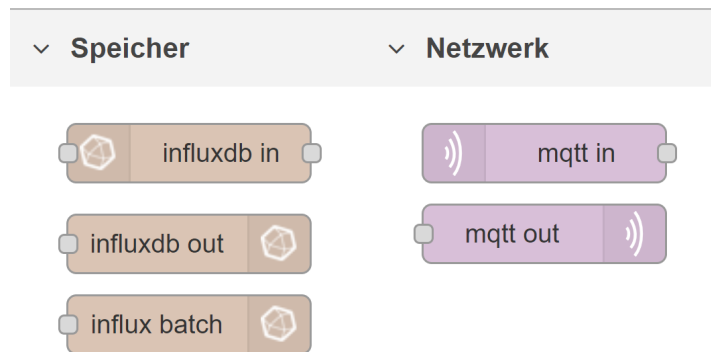 Speicher
Netzwerk
influxdb in
mqtt in
influxdb out
mqtt out
influx batch